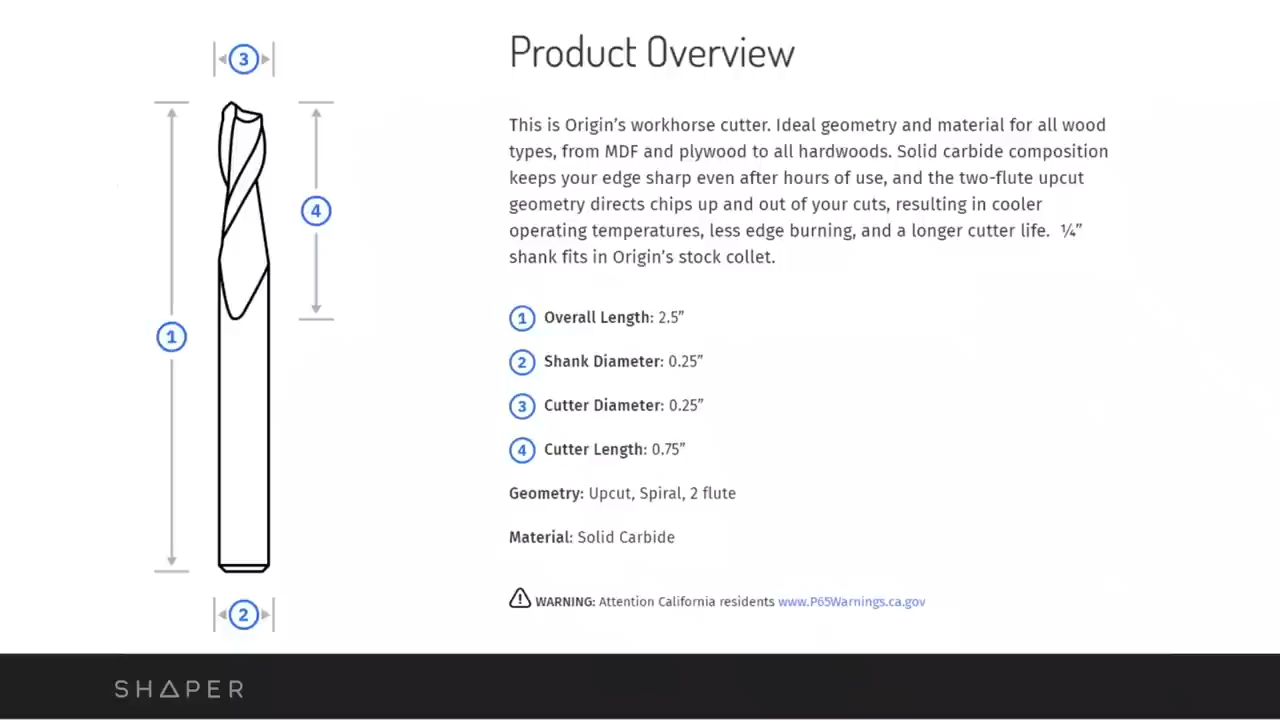 3
Product Overview
This is Origin’s workhorse cutter. Ideal geometry and material for all wood
types, from MDF and plywood to all hardwoods. Solid carbide composition
keeps your edge sharp even after hours of use, and the two-flute upcut
geometry directs chips up and out of your cuts, resulting in cooler
operating temperatures, less edge burning, and a longer cutter life. ¼”
shank fits in Origin’s stock collet.
4
1
1 Overall Length: 2.5”
2 Shank Diameter: 0.25”
3 Cutter Diameter: 0.25”
4 Cutter Length: 0.75”
Geometry: Upcut, Spiral, 2 flute
Material: Solid Carbide
WARNING: Attention California residents www.P65Warnings.ca.gov
2
SHAPER